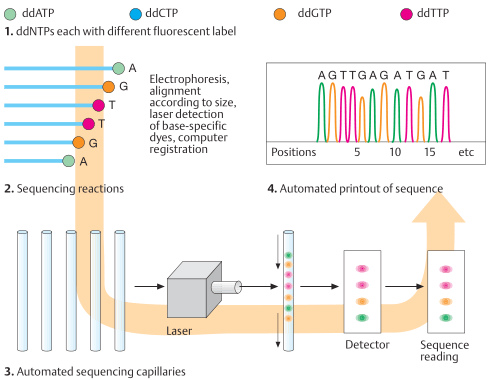 ddATP ddCTP ddGTP ddTTP
1. ddNTPs each with different fluorescent label
A
G
T
T
G
A
Electrophoresis,
alignment
according to size,
laser detection
of base-specific
dyes, computer
registration
AGTTGAGATGAT
Positions 5 10 15 etc
2. Sequencing reactions
4. Automated printout of sequence
Laser
Detector
Sequence
reading
3. Automated sequencing capillaries